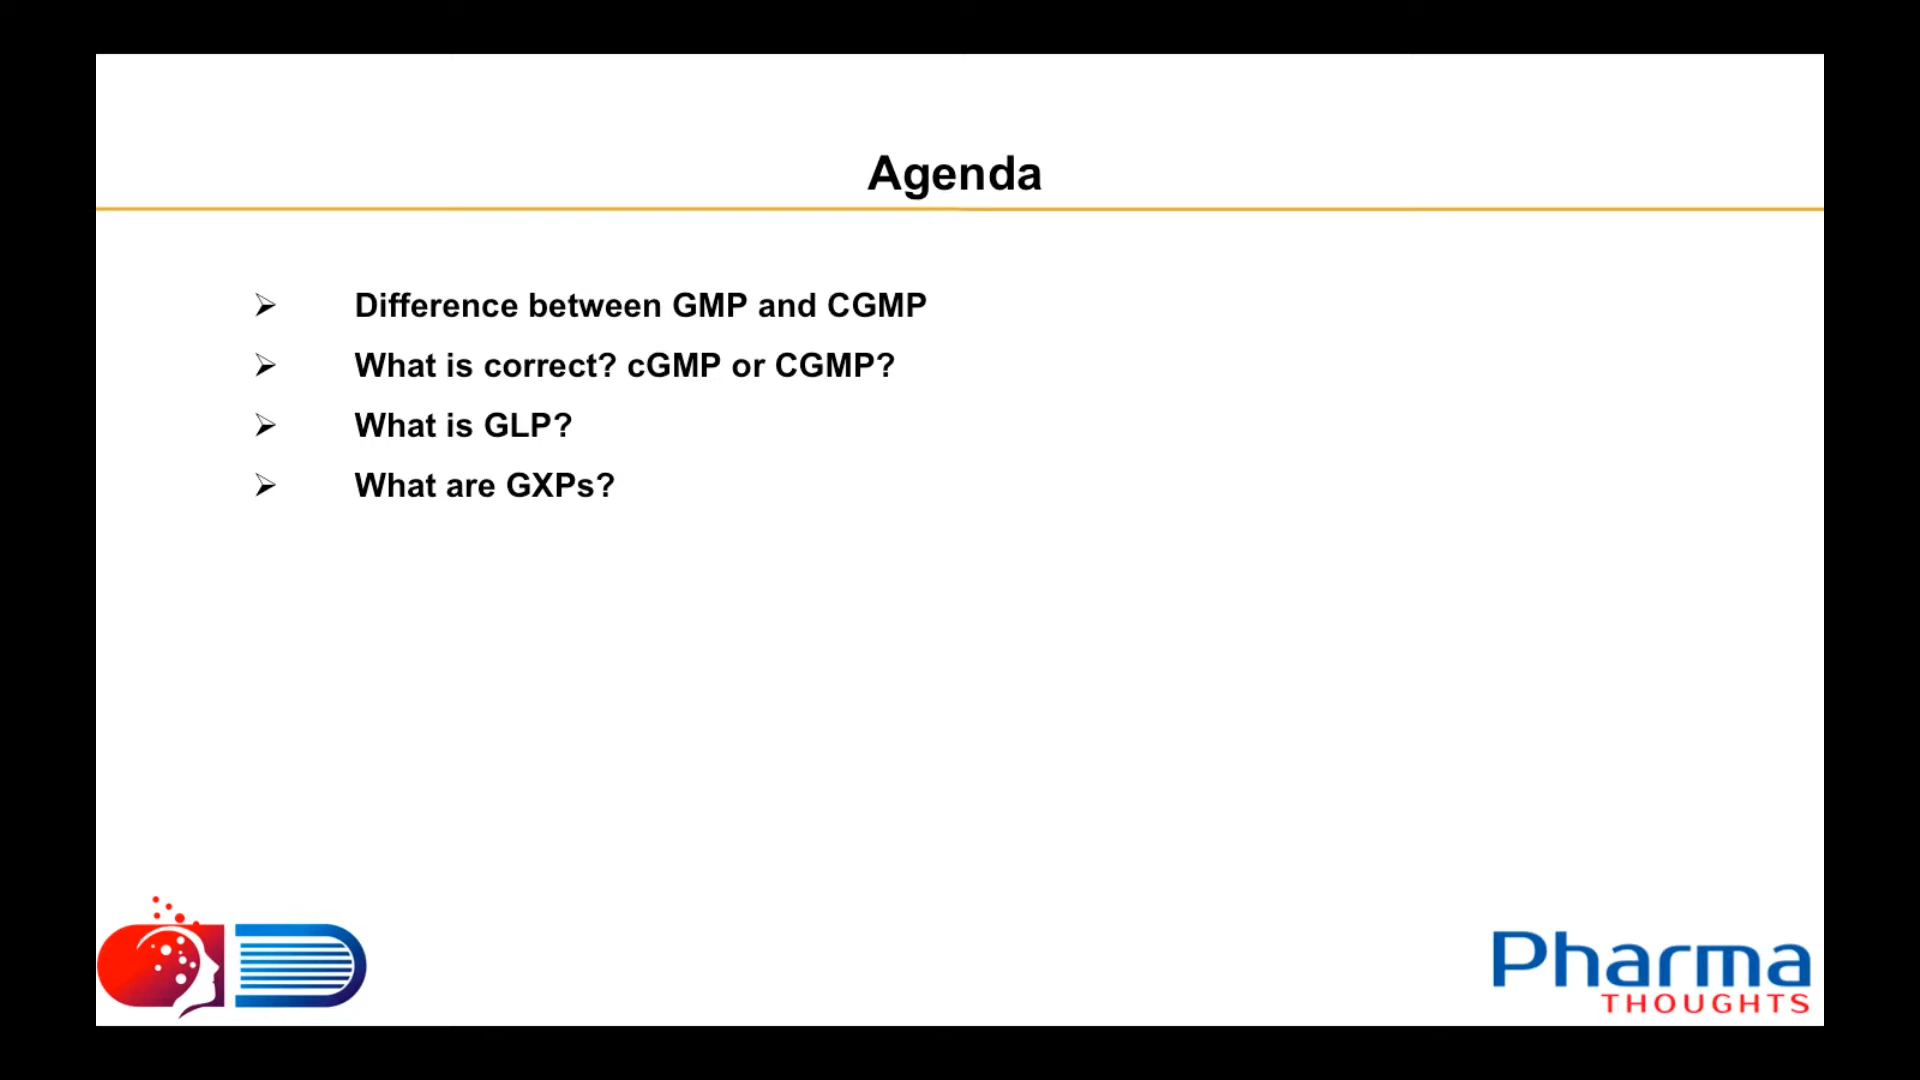 Agenda
➢ Difference between GMP and CGMP
➢ What is correct? cGMP or CGMP?
➢ What is GLP?
➢ What are GXPs?
Pharma
THOUGHTS